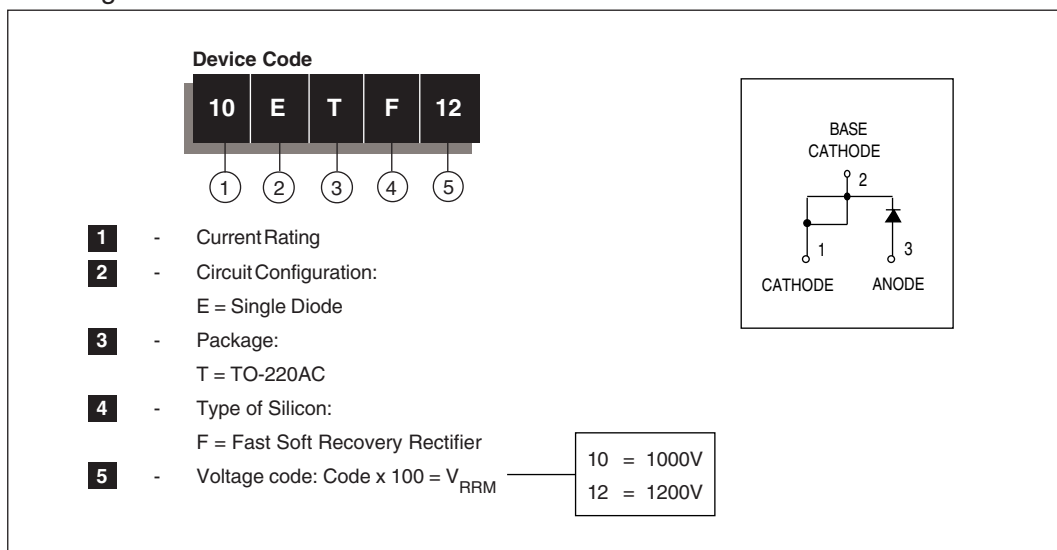 Device Code
10 E T F 12
1 2 3 4 5
1 - Current Rating
2 - Circuit Configuration:
E = Single Diode
3 - Package:
T = TO-220AC
4 - Type of Silicon:
F = Fast Soft Recovery Rectifier
5 - Voltage code: Code x 100 = VRRM
10 = 1000V
12 = 1200V
BASE
CATHODE
2
1 3
CATHODE ANODE